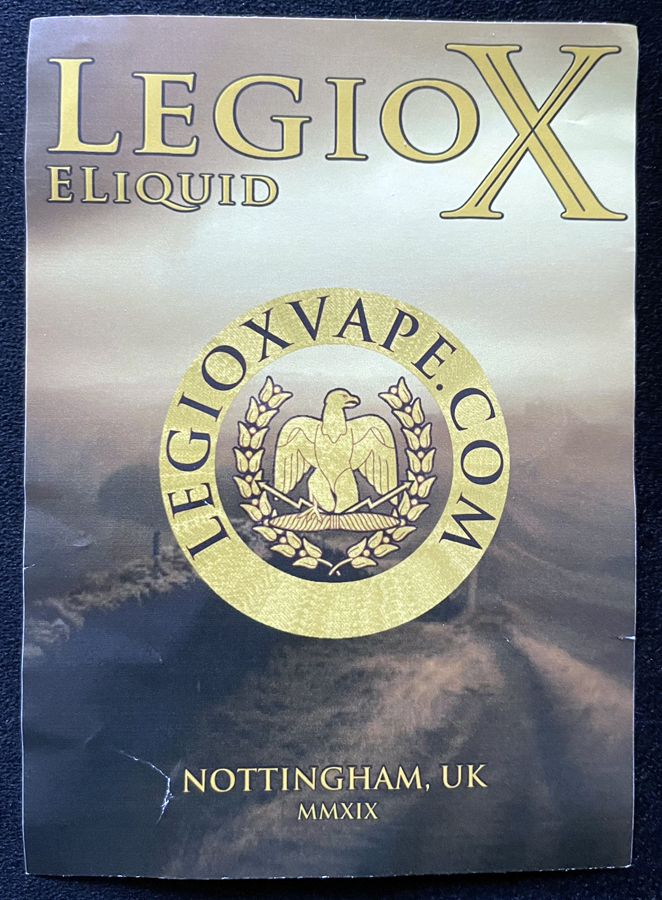 LEGIOX
ELIQUID
LEGIOXVAPE.COM
NOTTINGHAM, UK
MMXIX